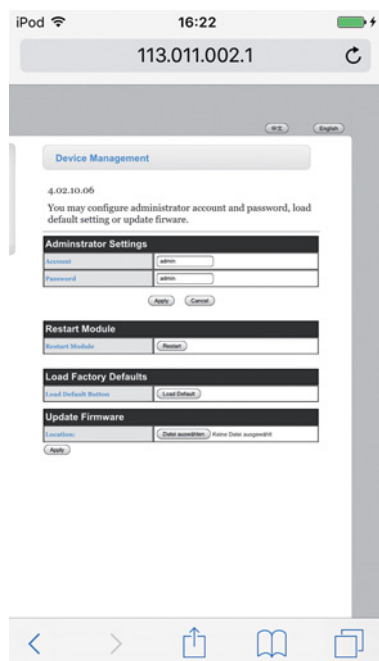 iPod 16:22
113.011.002.1
中文 English
Device Management
4.02.10.06
You may configure administrator account and password, load
default setting or update firware.
Adminstrator Settings
Account admin
Password admin
Apply Cancel
Restart Module
Restart Module Restart
Load Factory Defaults
Load Default Button Load Default
Update Firmware
Location: Datei auswählen Keine Datei ausgewählt
Apply